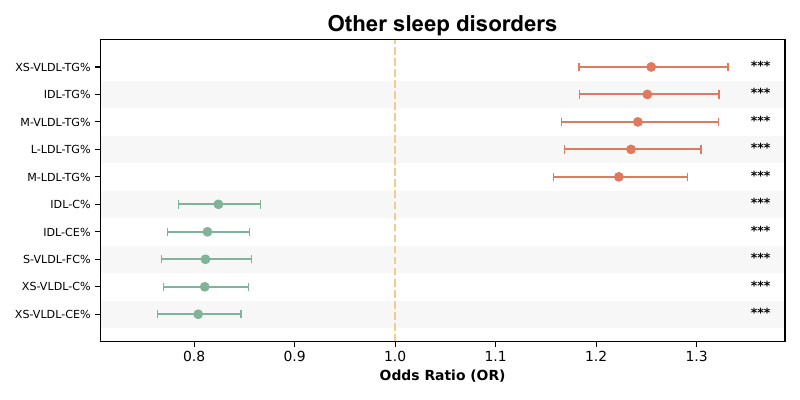 Other sleep disorders
XS-VLDL-TG% ***
IDL-TG% ***
M-VLDL-TG% ***
L-LDL-TG% ***
M-LDL-TG% ***
IDL-C% ***
IDL-CE% ***
S-VLDL-FC% ***
XS-VLDL-C% ***
XS-VLDL-CE% ***
0.8 0.9 1.0 1.1 1.2 1.3
Odds Ratio (OR)